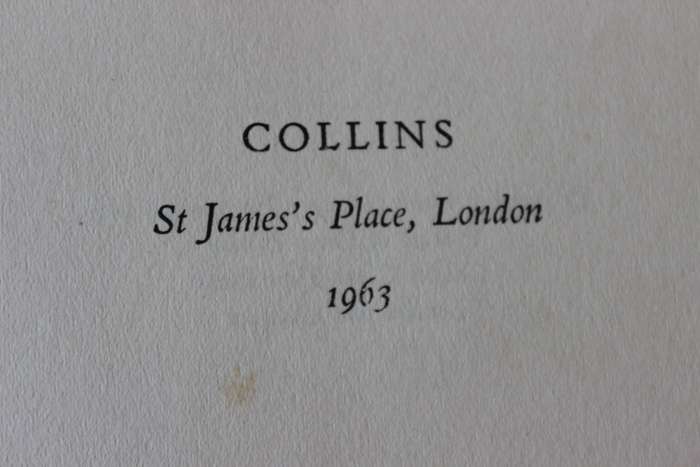 COLLINS
St James's Place, London
1963